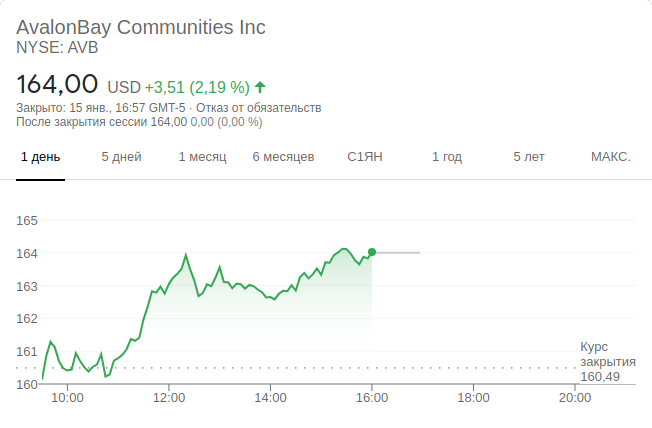 AvalonBay Communities Inc
NYSE: AVB
164,00 USD +3,51 (2,19 %)
Закрыто: 15 янв., 16:57 GMT-5 · Отказ от обязательств
После закрытия сессии 164,00 0,00 (0,00 %)
1 день 5 дней 1 месяц 6 месяцев С1ЯН 1 год 5 лет МАКС.
165
164
163
162
161
160
Курс
закрытия
160,49
10:00 12:00 14:00 16:00 18:00 20:00